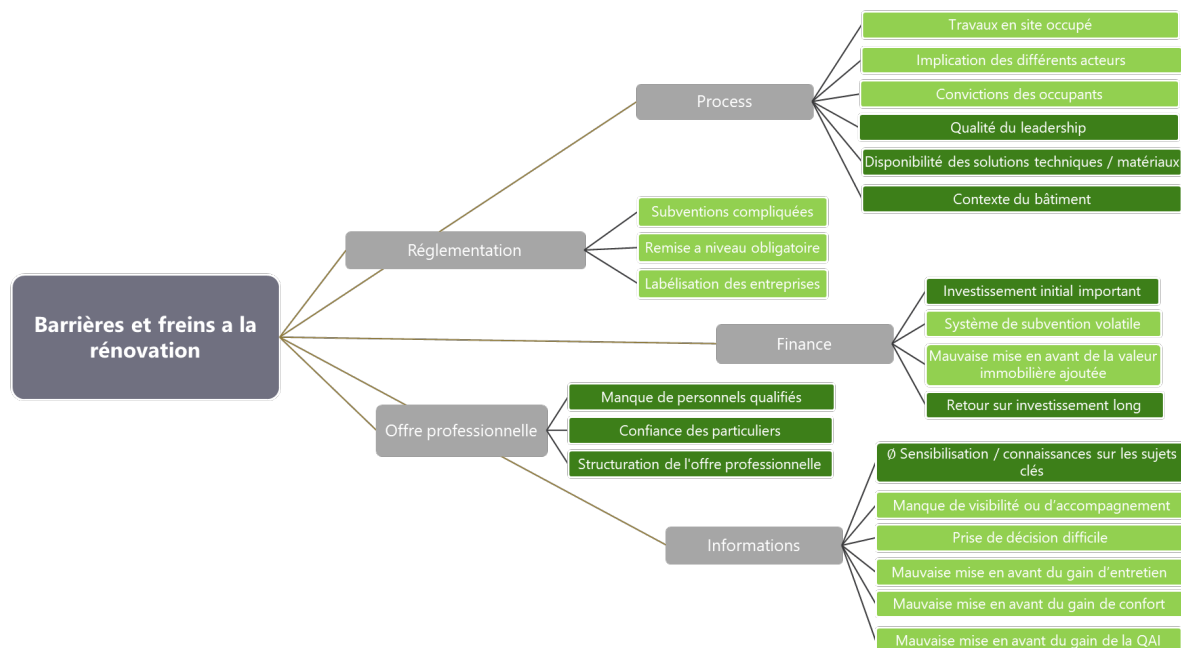 Barrières et freins a la
rénovation
Process
Travaux en site occupé
Implication des différents acteurs
Convictions des occupants
Qualité du leadership
Disponibilité des solutions techniques / matériaux
Contexte du bâtiment
Réglementation
Subventions compliquées
Remise a niveau obligatoire
Labélisation des entreprises
Finance
Investissement initial important
Système de subvention volatile
Mauvaise mise en avant de la valeur
immobilière ajoutée
Retour sur investissement long
Offre professionnelle
Manque de personnels qualifiés
Confiance des particuliers
Structuration de l'offre professionnelle
Informations
Ø Sensibilisation / connaissances sur les sujets
clés
Manque de visibilité ou d'accompagnement
Prise de décision difficile
Mauvaise mise en avant du gain d'entretien
Mauvaise mise en avant du gain de confort
Mauvaise mise en avant du gain de la QAI